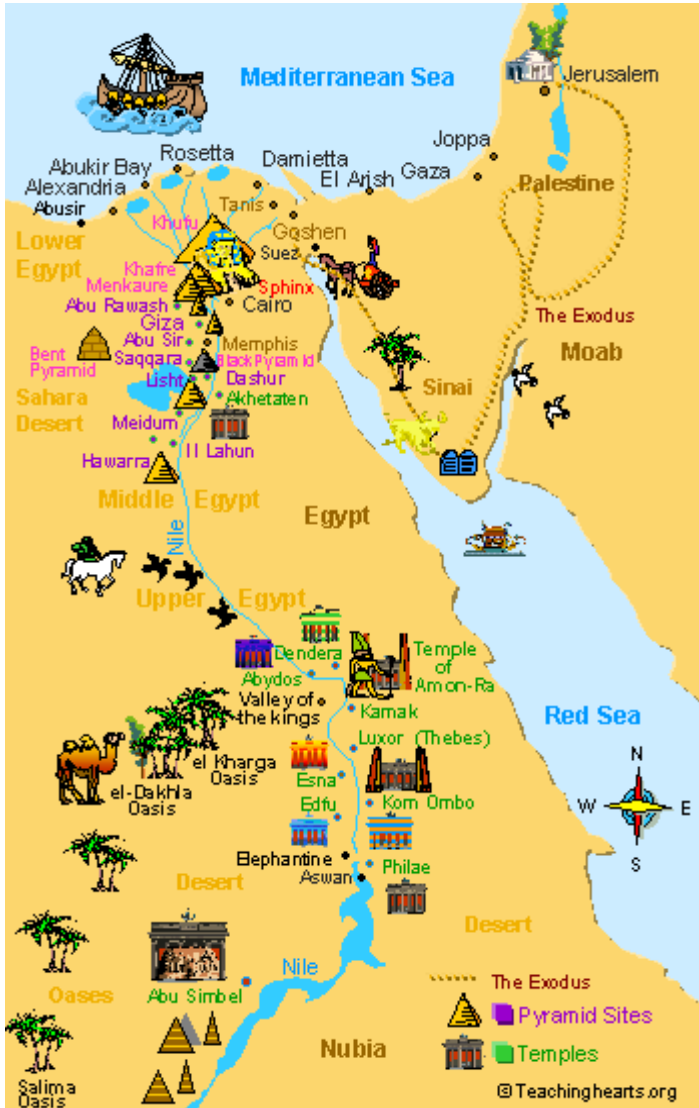 Mediterranean Sea
Jerusalem
Joppa
Rosetta
Damietta
Abukir Bay
El Arish
Gaza
Alexandria
Palestine
Abusir
Tanis
Khufu
Goshen
Lower
Egypt
Suez
Khafre
Menkaure
Sphinx
Abu Rawash
Cairo
Giza
The Exodus
Abu Sir
Memphis
Moab
Bent
Pyramid
Saqqara
Black Pyramid
Lisht
Dashur
Sinai
Sahara
Desert
Akhetaten
Meidum
Il Lahun
Hawarra
Middle Egypt
Egypt
Nile
Upper Egypt
Dendera
Temple
of
Amon-Ra
Abydos
Valley of
the kings
Karnak
Red Sea
Luxor (Thebes)
el Kharga
Oasis
Esna
el-Dakhla
Oasis
N
W
E
S
Edfu
Kom Ombo
Elephantine
Philae
Aswan
Desert
Desert
Nile
The Exodus
Oases
Abu Simbel
Pyramid Sites
Nubia
Temples
Salima
Oasis
© Teachinghearts.org